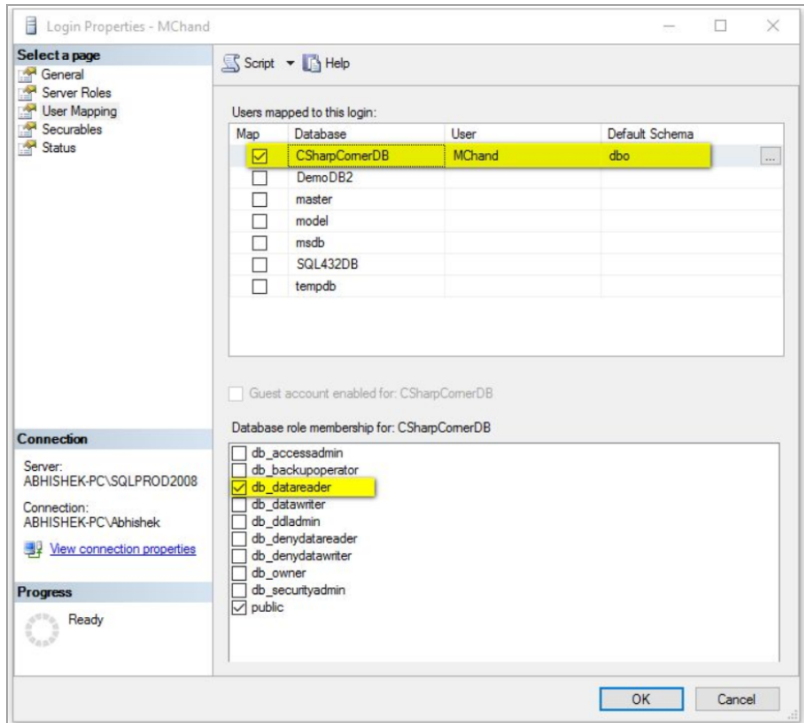 Login Properties - MChand
Select a page
General
Server Roles
User Mapping
Securables
Status
Script Help
Users mapped to this login:
Map Database User Default Schema
CSharpCornerDB MChand dbo ...
DemoDB2
master
model
msdb
SQL432DB
tempdb
Guest account enabled for: CSharpCornerDB
Database role membership for: CSharpCornerDB
db_accessadmin
db_backupoperator
db_datareader
db_datawriter
db_ddladmin
db_denydatareader
db_denydatawriter
db_owner
db_securityadmin
public
Connection
Server:
ABHISHEK-PC\SQLPROD2008
Connection:
ABHISHEK-PC\Abhishek
View connection properties
Progress
Ready
OK Cancel